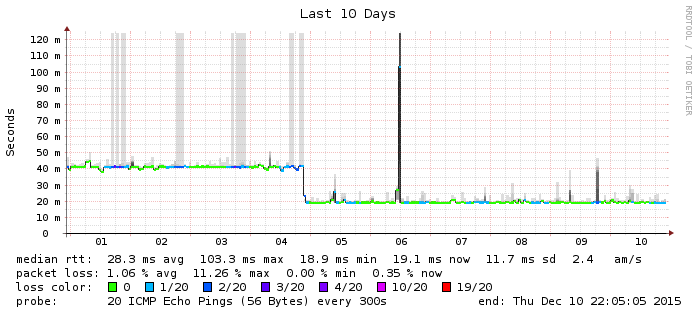 Last 10 Days
RRDTOOL / TOBI OETIKER
Seconds
120 m
110 m
100 m
90 m
80 m
70 m
60 m
50 m
40 m
30 m
20 m
10 m
0
01 02 03 04 05 06 07 08 09 10
median rtt: 28.3 ms avg 103.3 ms max 18.9 ms min 19.1 ms now 11.7 ms sd 2.4 am/s
packet loss: 1.06 % avg 11.26 % max 0.00 % min 0.35 % now
loss color: 0 1/20 2/20 3/20 4/20 10/20 19/20
probe: 20 ICMP Echo Pings (56 Bytes) every 300s end: Thu Dec 10 22:05:05 2015